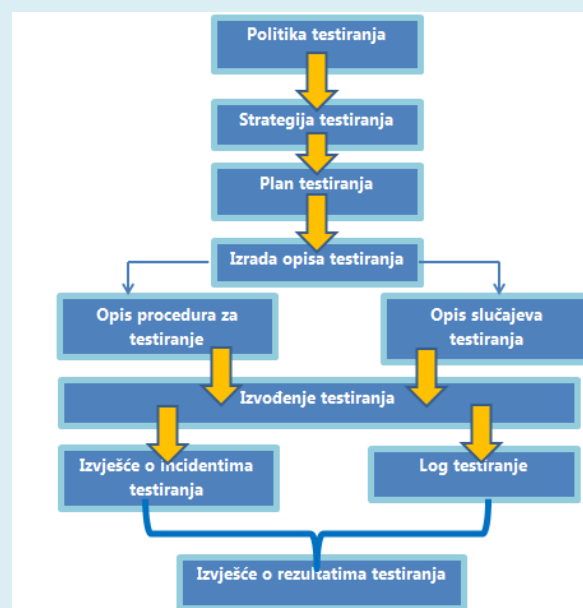 Politika testiranja
Strategija testiranja
Plan testiranja
Izrada opisa testiranja
Opis procedura za
testiranje
Opis slučajeva
testiranja
Izvođenje testiranja
Izvješće o incidentima
testiranja
Log testiranje
Izvješće o rezultatima testiranja